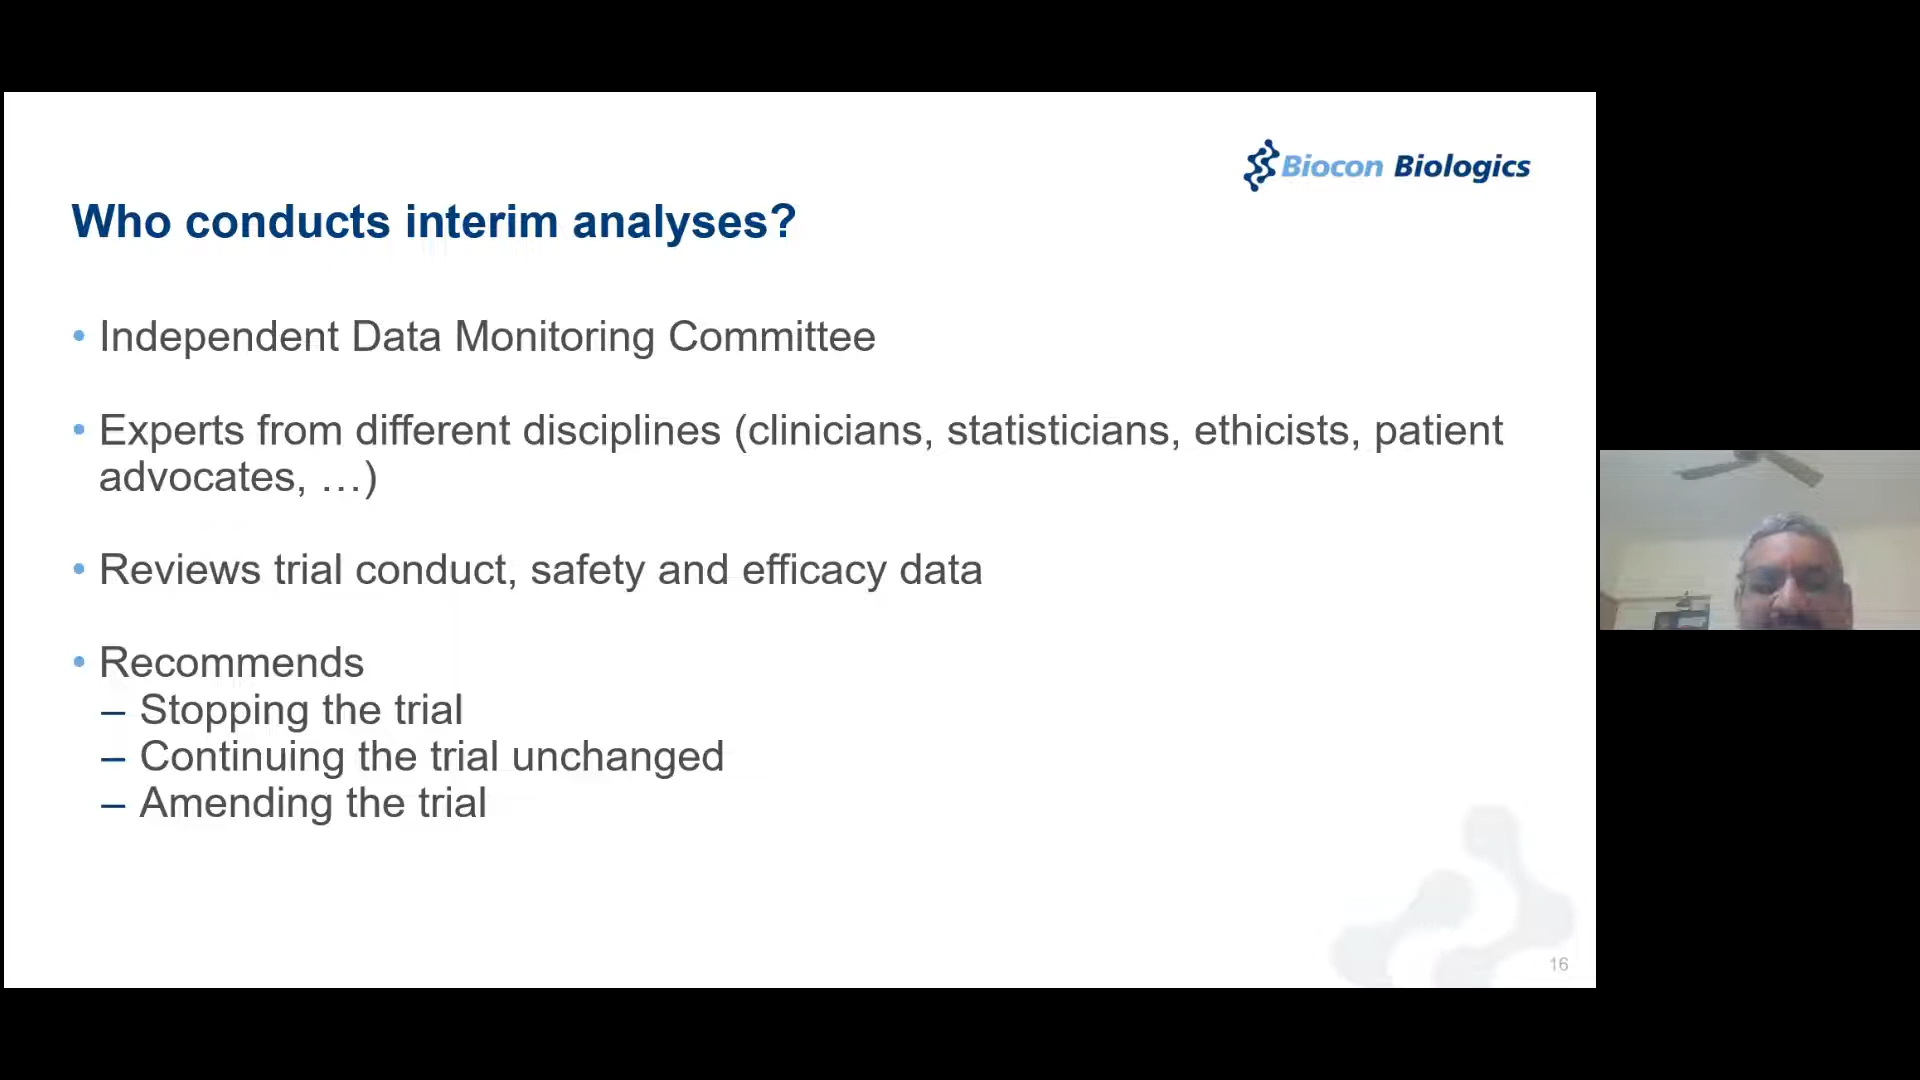 Biocon Biologics
Who conducts interim analyses?
• Independent Data Monitoring Committee
• Experts from different disciplines (clinicians, statisticians, ethicists, patient
advocates, …)
• Reviews trial conduct, safety and efficacy data
• Recommends
– Stopping the trial
– Continuing the trial unchanged
– Amending the trial
16